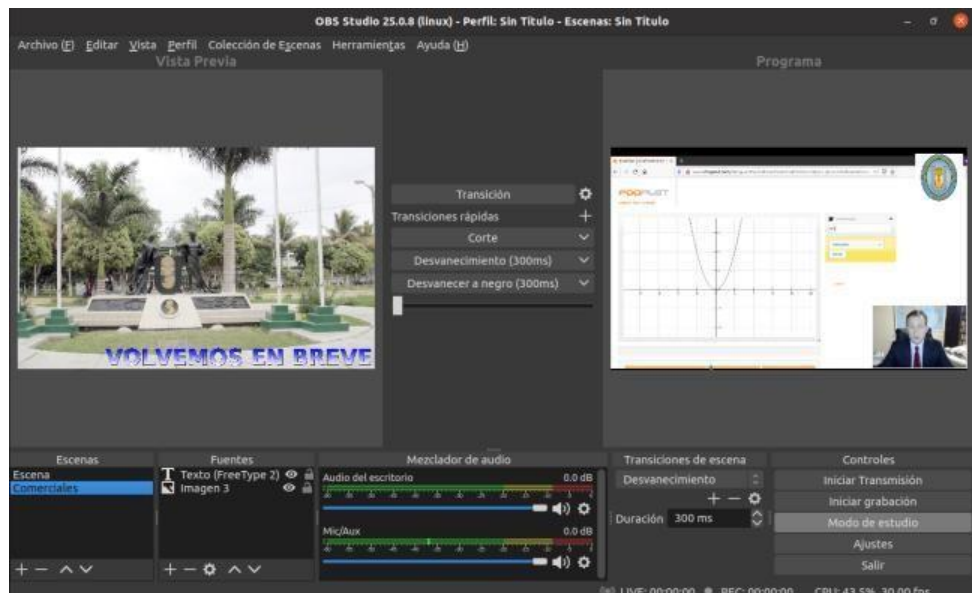 OBS Studio 25.0.8 (linux) - Perfil: Sin Título - Escenas: Sin Título
Archivo (F) Editar Vista Perfil Colección de Escenas Herramientas Ayuda (H)
Vista Previa
Programa
VOLVEMOS EN BREVE
Transición
Transiciones rápidas
Corte
Desvanecimiento (300ms)
Desvanecer a negro (300ms)
FOOPLOT
Escenas
Escena
Comerciales
Fuentes
Texto (FreeType 2)
Imagen 3
Mezclador de audio
Audio del escritorio 0.0 dB
Mic/Aux 0.0 dB
Transiciones de escena
Desvanecimiento
Duración 300 ms
Controles
Iniciar Transmisión
Iniciar grabación
Modo de estudio
Ajustes
Salir
LIVE: 00:00:00 REC: 00:00:00 CPU: 43.5%, 30.00 fps